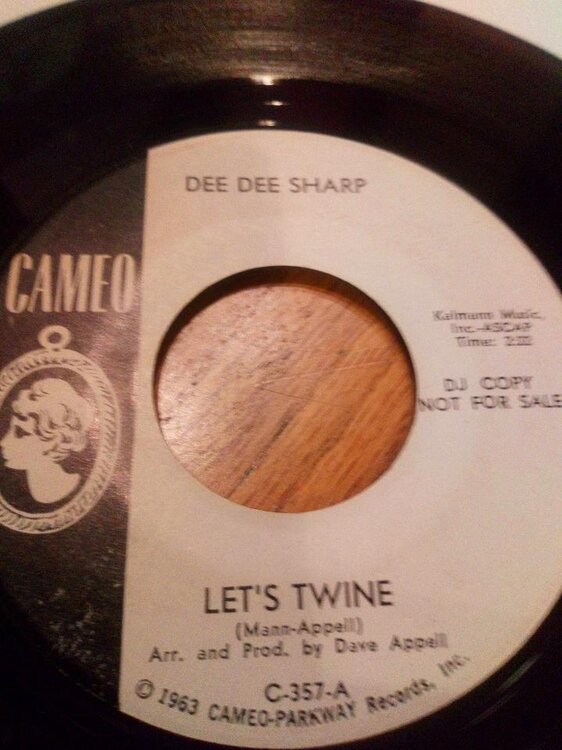 DEE DEE SHARP
CAMEO
Kalmann Music,
Inc.-ASCAP
Time:
DJ COPY
NOT FOR SALE
LET'S TWINE
(Mann-Appell)
Arr. and Prod. by Dave Appell
C-357-A
© 1963 CAMEO-PARKWAY Records, Inc.